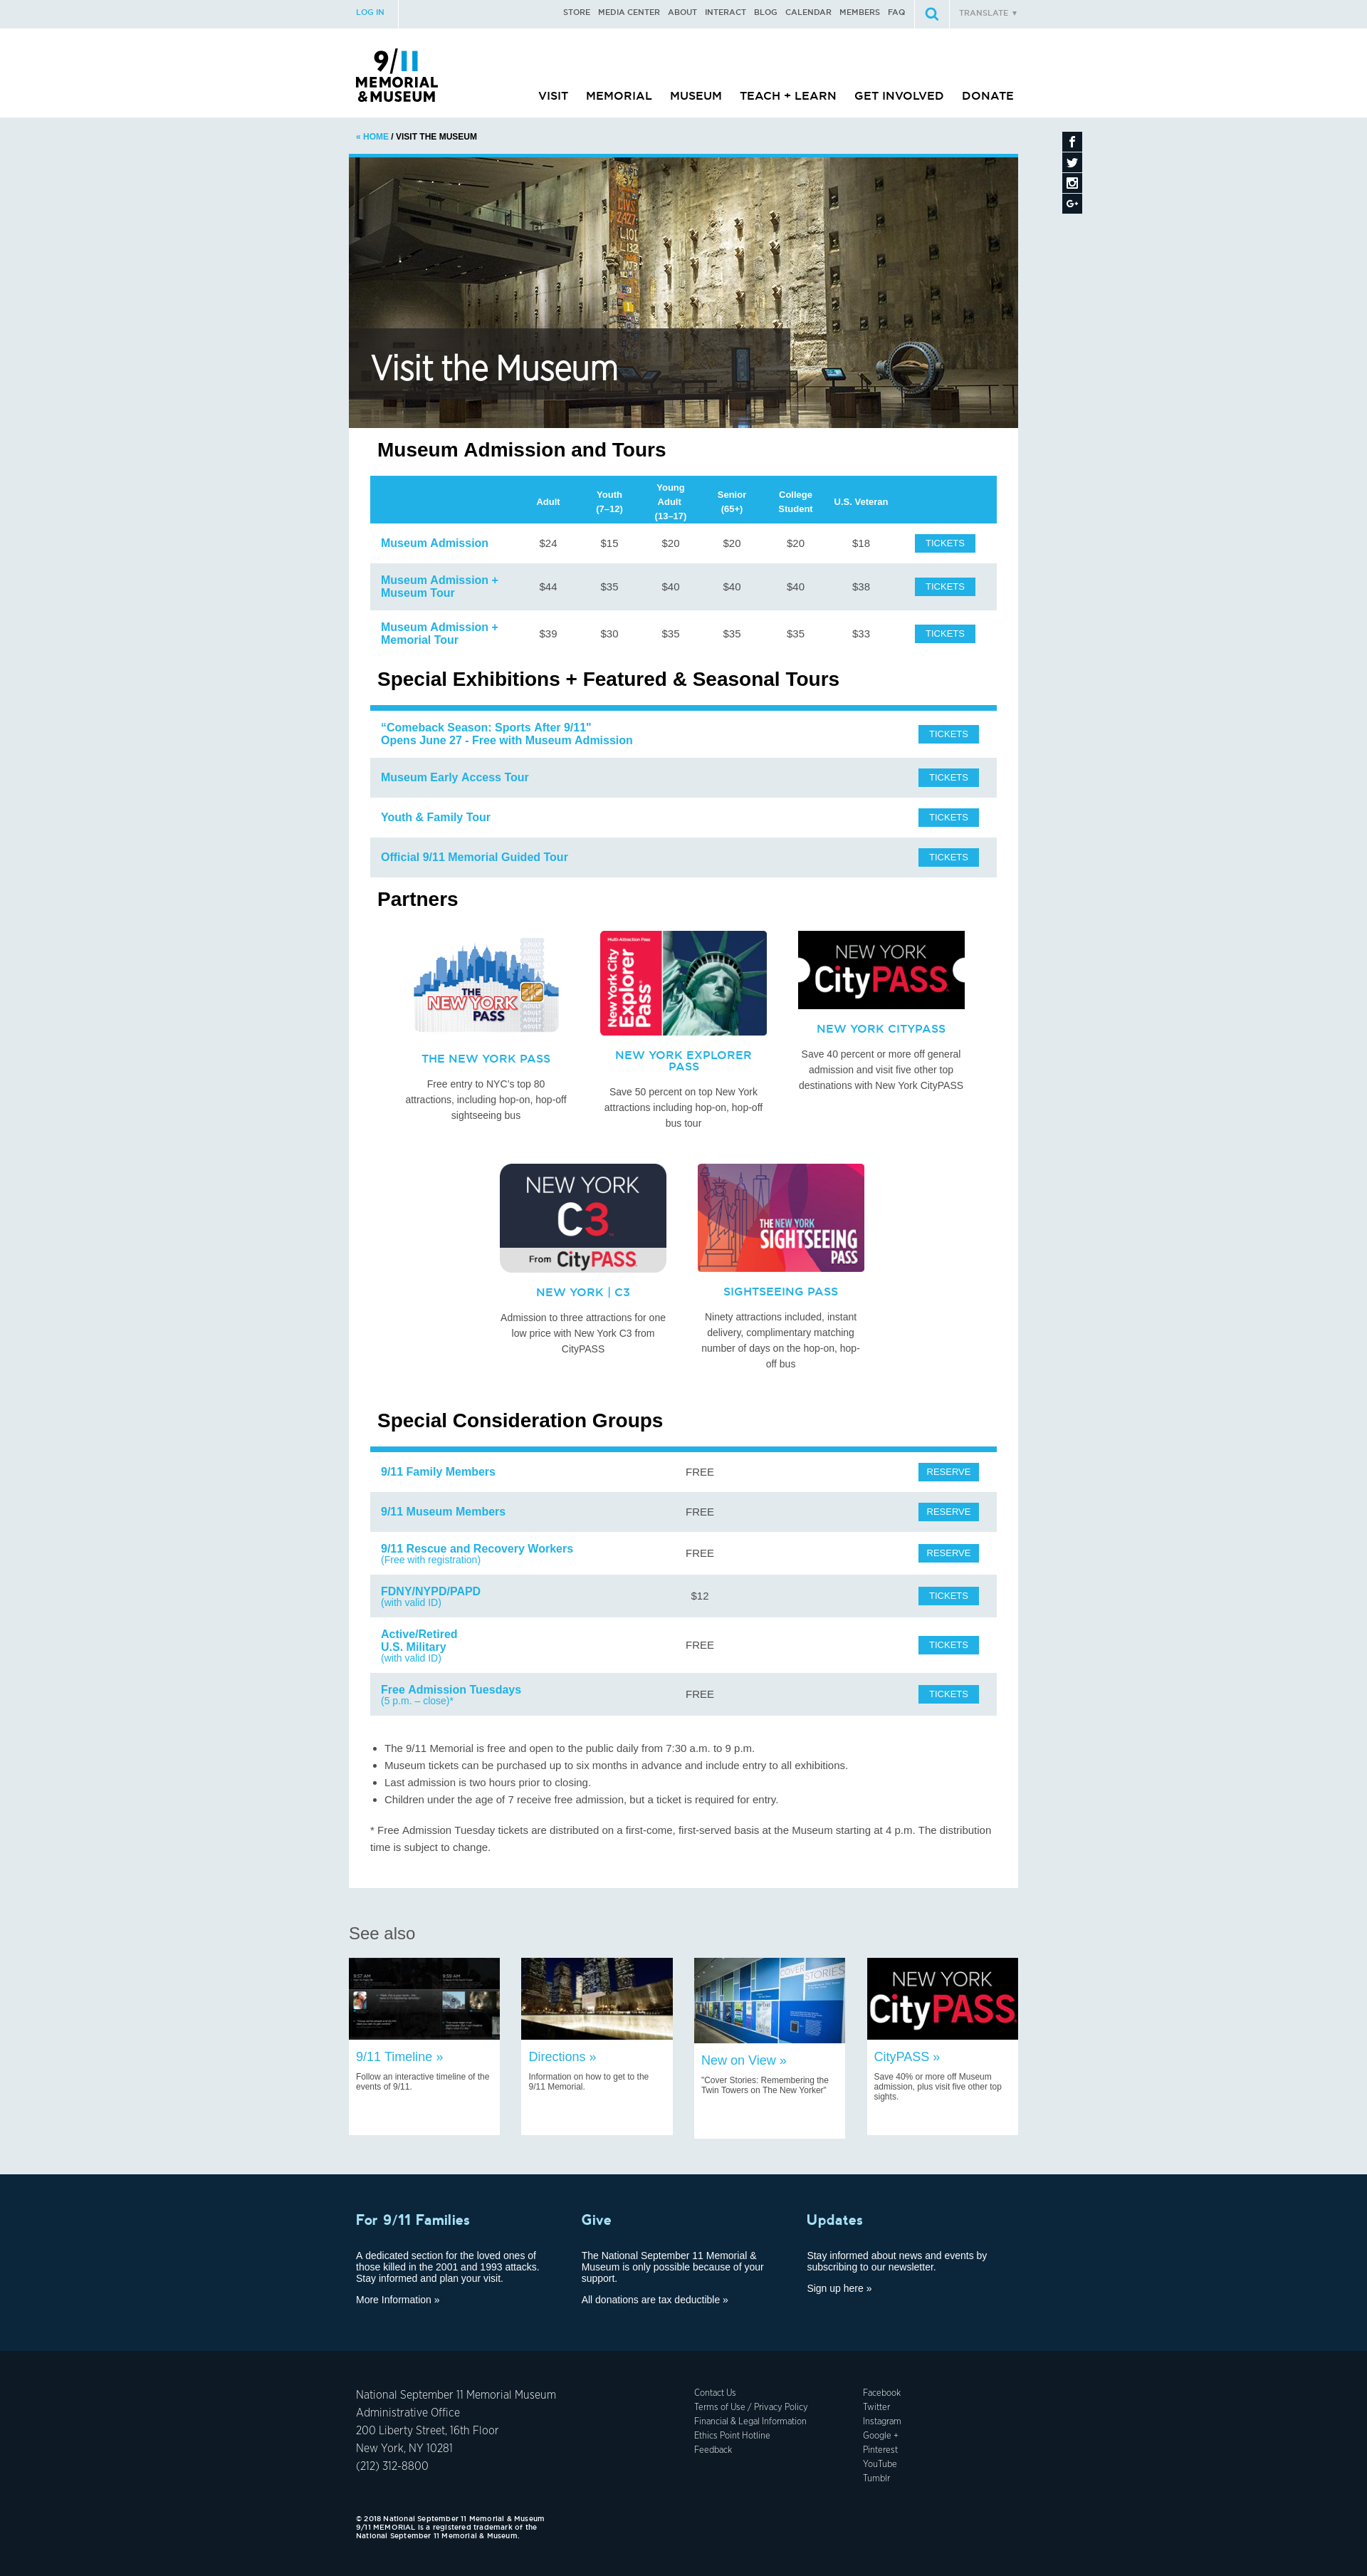 LOG IN
STORE MEDIA CENTER ABOUT INTERACT BLOG CALENDAR MEMBERS FAQ
TRANSLATE ▼
9/11
MEMORIAL
& MUSEUM
VISIT MEMORIAL MUSEUM TEACH + LEARN GET INVOLVED DONATE
« HOME / VISIT THE MUSEUM
Visit the Museum
Museum Admission and Tours
Adult Youth (7–12) Young Adult (13–17) Senior (65+) College Student U.S. Veteran
Museum Admission $24 $15 $20 $20 $20 $18 TICKETS
Museum Admission +
Museum Tour $44 $35 $40 $40 $40 $38 TICKETS
Museum Admission +
Memorial Tour $39 $30 $35 $35 $35 $33 TICKETS
Special Exhibitions + Featured & Seasonal Tours
“Comeback Season: Sports After 9/11"
Opens June 27 - Free with Museum Admission TICKETS
Museum Early Access Tour TICKETS
Youth & Family Tour TICKETS
Official 9/11 Memorial Guided Tour TICKETS
Partners
THE
NEW YORK
PASS
ADULT
Multi-Attraction Pass
New York City
Explorer
Pass
NEW YORK
CityPASS
THE NEW YORK PASS
Free entry to NYC's top 80
attractions, including hop-on, hop-off
sightseeing bus
NEW YORK EXPLORER
PASS
Save 50 percent on top New York
attractions including hop-on, hop-off
bus tour
NEW YORK CITYPASS
Save 40 percent or more off general
admission and visit five other top
destinations with New York CityPASS
NEW YORK
C3
From CityPASS
THE NEW YORK
SIGHTSEEING
PASS
NEW YORK | C3
Admission to three attractions for one
low price with New York C3 from
CityPASS
SIGHTSEEING PASS
Ninety attractions included, instant
delivery, complimentary matching
number of days on the hop-on, hop-
off bus
Special Consideration Groups
9/11 Family Members FREE RESERVE
9/11 Museum Members FREE RESERVE
9/11 Rescue and Recovery Workers
(Free with registration) FREE RESERVE
FDNY/NYPD/PAPD
(with valid ID) $12 TICKETS
Active/Retired
U.S. Military
(with valid ID) FREE TICKETS
Free Admission Tuesdays
(5 p.m. – close)* FREE TICKETS
• The 9/11 Memorial is free and open to the public daily from 7:30 a.m. to 9 p.m.
• Museum tickets can be purchased up to six months in advance and include entry to all exhibitions.
• Last admission is two hours prior to closing.
• Children under the age of 7 receive free admission, but a ticket is required for entry.
* Free Admission Tuesday tickets are distributed on a first-come, first-served basis at the Museum starting at 4 p.m. The distribution
time is subject to change.
See also
9:57 AM 9:59 AM
COVER STORIES
NEW YORK
CityPASS
9/11 Timeline »
Follow an interactive timeline of the
events of 9/11.
Directions »
Information on how to get to the
9/11 Memorial.
New on View »
"Cover Stories: Remembering the
Twin Towers on The New Yorker"
CityPASS »
Save 40% or more off Museum
admission, plus visit five other top
sights.
For 9/11 Families
A dedicated section for the loved ones of
those killed in the 2001 and 1993 attacks.
Stay informed and plan your visit.
More Information »
Give
The National September 11 Memorial &
Museum is only possible because of your
support.
All donations are tax deductible »
Updates
Stay informed about news and events by
subscribing to our newsletter.
Sign up here »
National September 11 Memorial Museum
Administrative Office
200 Liberty Street, 16th Floor
New York, NY 10281
(212) 312-8800
Contact Us
Terms of Use / Privacy Policy
Financial & Legal Information
Ethics Point Hotline
Feedback
Facebook
Twitter
Instagram
Google +
Pinterest
YouTube
Tumblr
© 2018 National September 11 Memorial & Museum
9/11 MEMORIAL is a registered trademark of the
National September 11 Memorial & Museum.